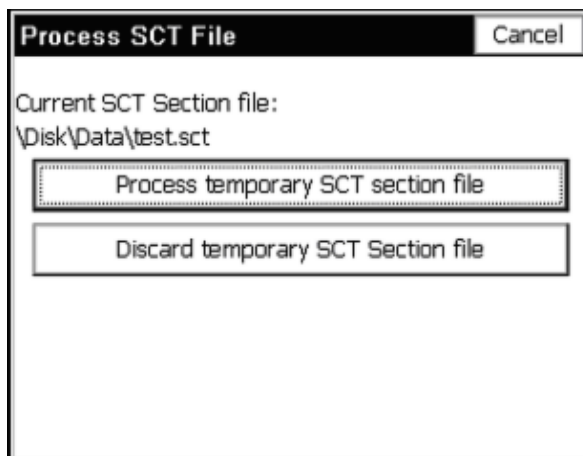 Process SCT File
Cancel
Current SCT Section file:
\Disk\Data\test.sct
Process temporary SCT section file
Discard temporary SCT Section file